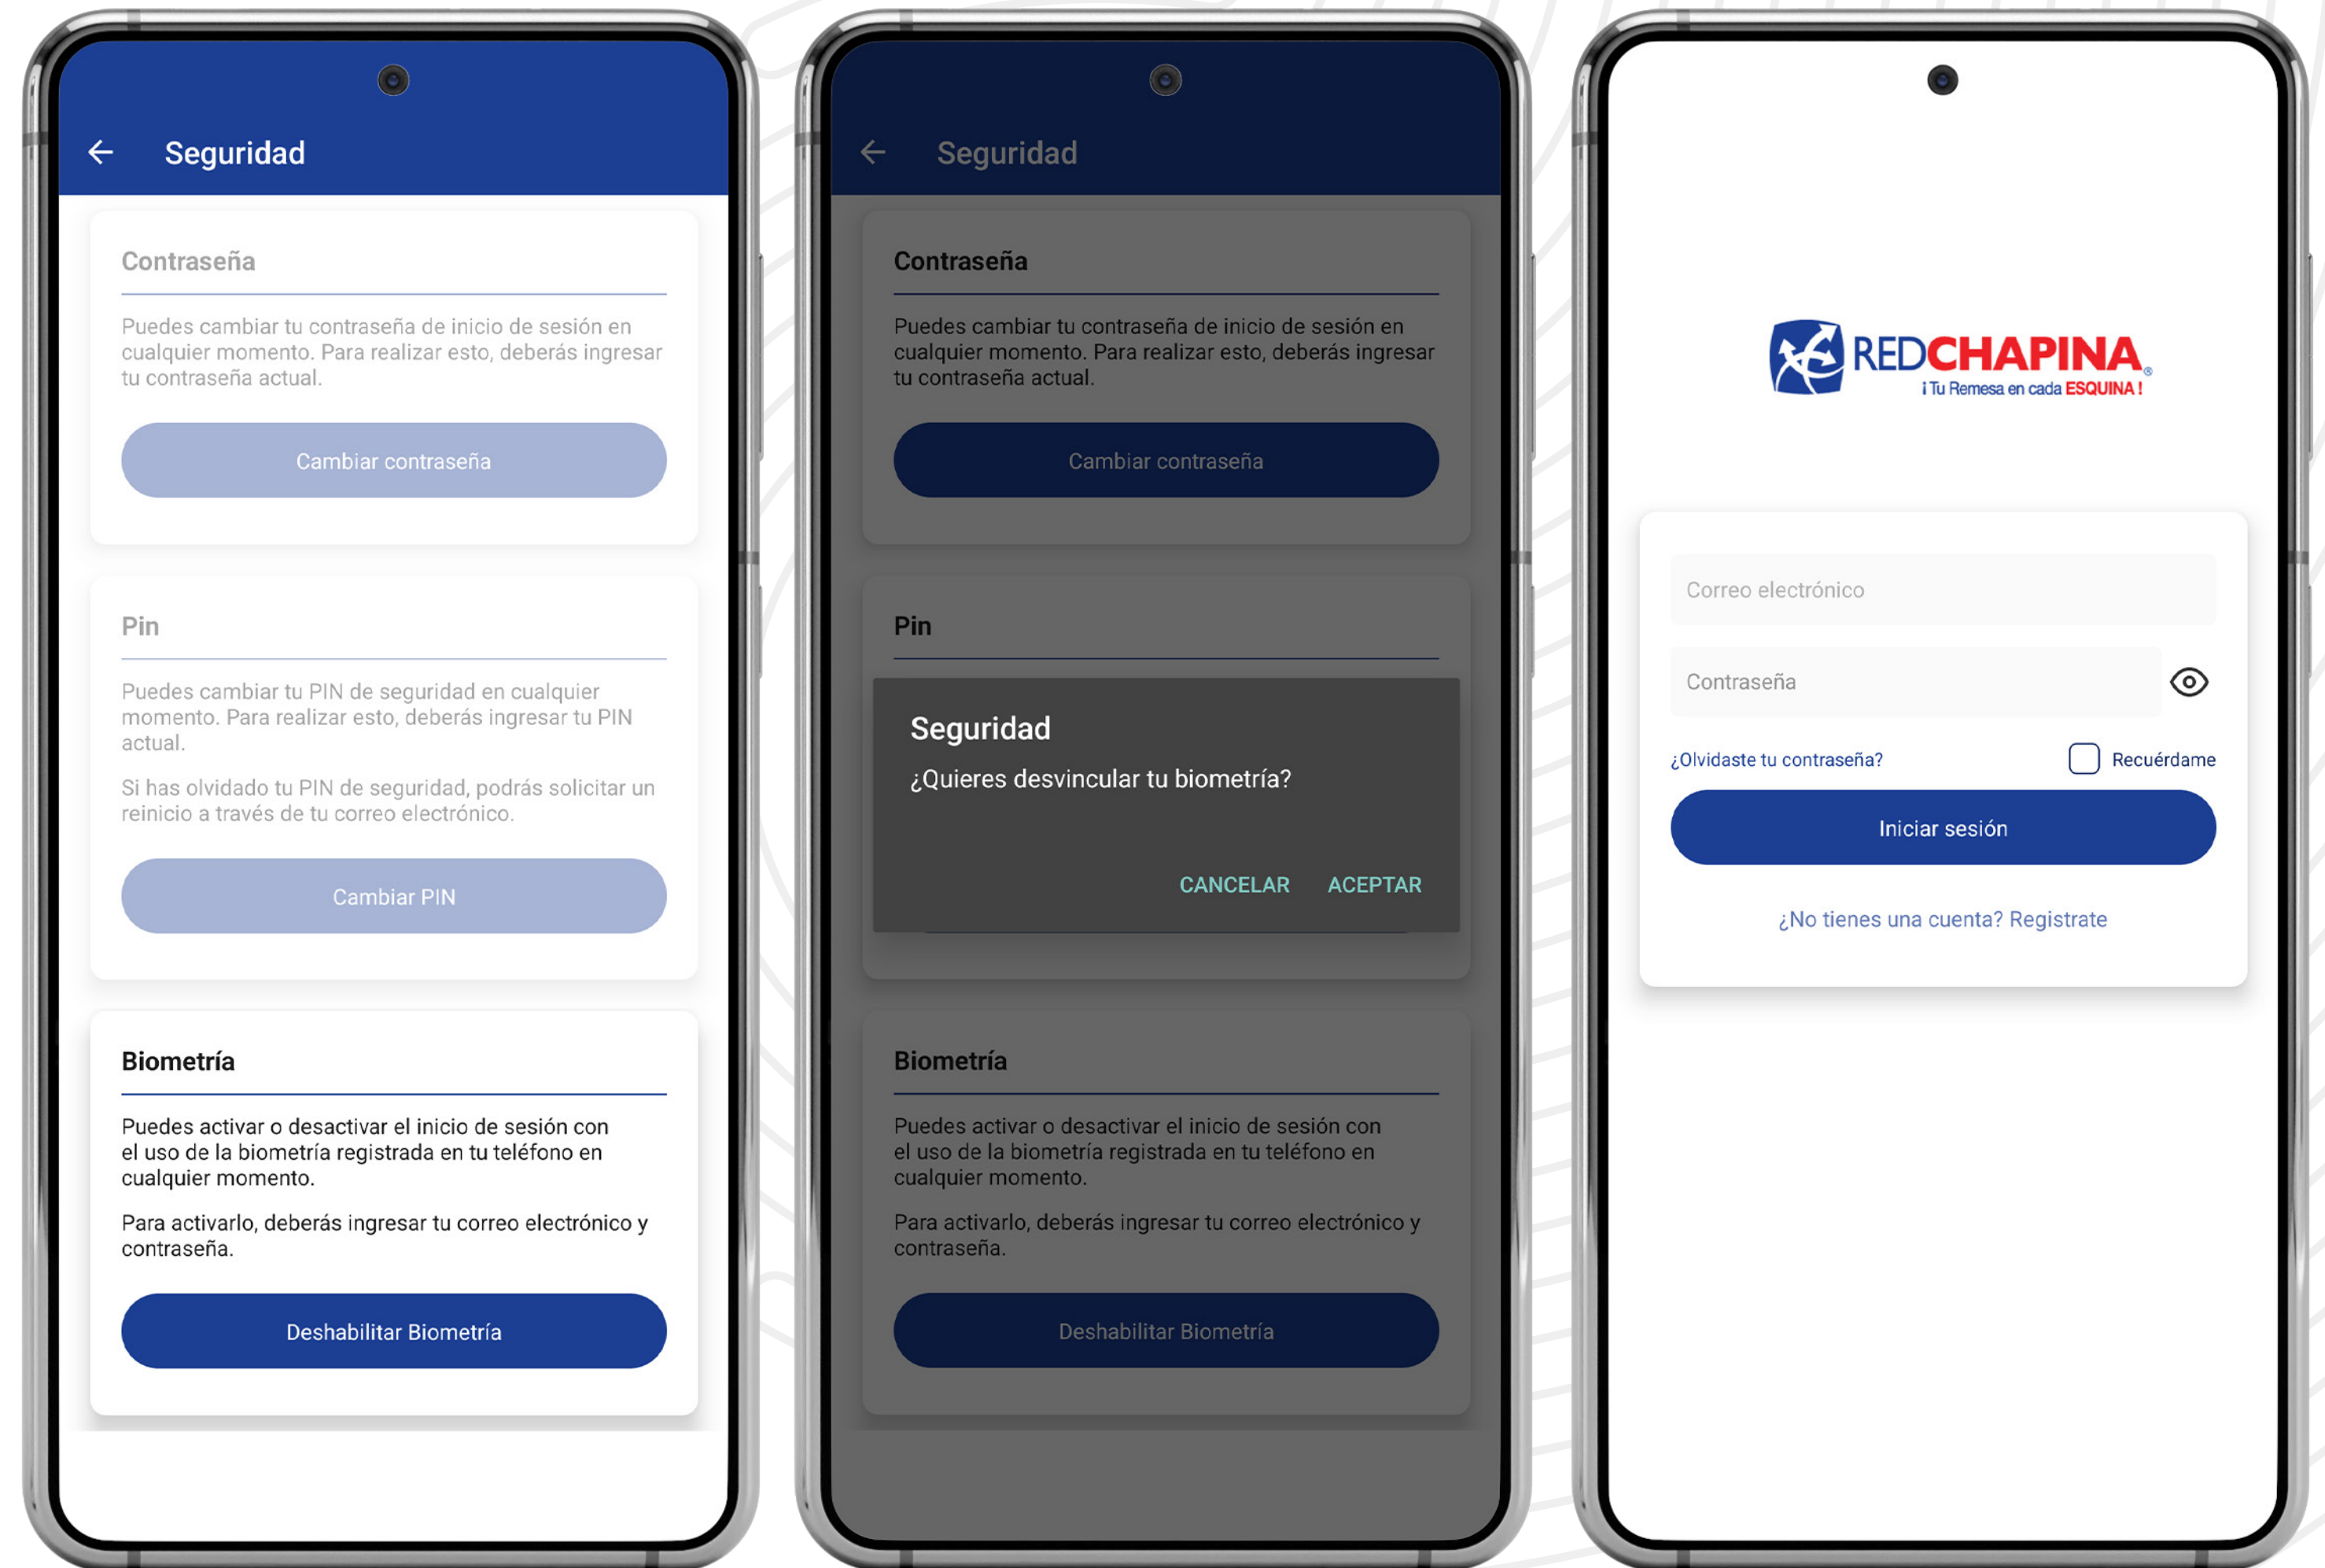 Seguridad
Contraseña
Puedes cambiar tu contraseña de inicio de sesión en
cualquier momento. Para realizar esto, deberás ingresar
tu contraseña actual.
Cambiar contraseña
Pin
Puedes cambiar tu PIN de seguridad en cualquier
momento. Para realizar esto, deberás ingresar tu PIN
actual.
Si has olvidado tu PIN de seguridad, podrás solicitar un
reinicio a través de tu correo electrónico.
Cambiar PIN
Biometría
Puedes activar o desactivar el inicio de sesión con
el uso de la biometría registrada en tu teléfono en
cualquier momento.
Para activarlo, deberás ingresar tu correo electrónico y
contraseña.
Deshabilitar Biometría
Seguridad
Contraseña
Puedes cambiar tu contraseña de inicio de sesión en
cualquier momento. Para realizar esto, deberás ingresar
tu contraseña actual.
Cambiar contraseña
Pin
Seguridad
¿Quieres desvincular tu biometría?
CANCELAR ACEPTAR
Biometría
Puedes activar o desactivar el inicio de sesión con
el uso de la biometría registrada en tu teléfono en
cualquier momento.
Para activarlo, deberás ingresar tu correo electrónico y
contraseña.
Deshabilitar Biometría
REDCHAPINA®
¡Tu Remesa en cada ESQUINA!
Correo electrónico
Contraseña
¿Olvidaste tu contraseña? Recuérdame
Iniciar sesión
¿No tienes una cuenta? Registrate